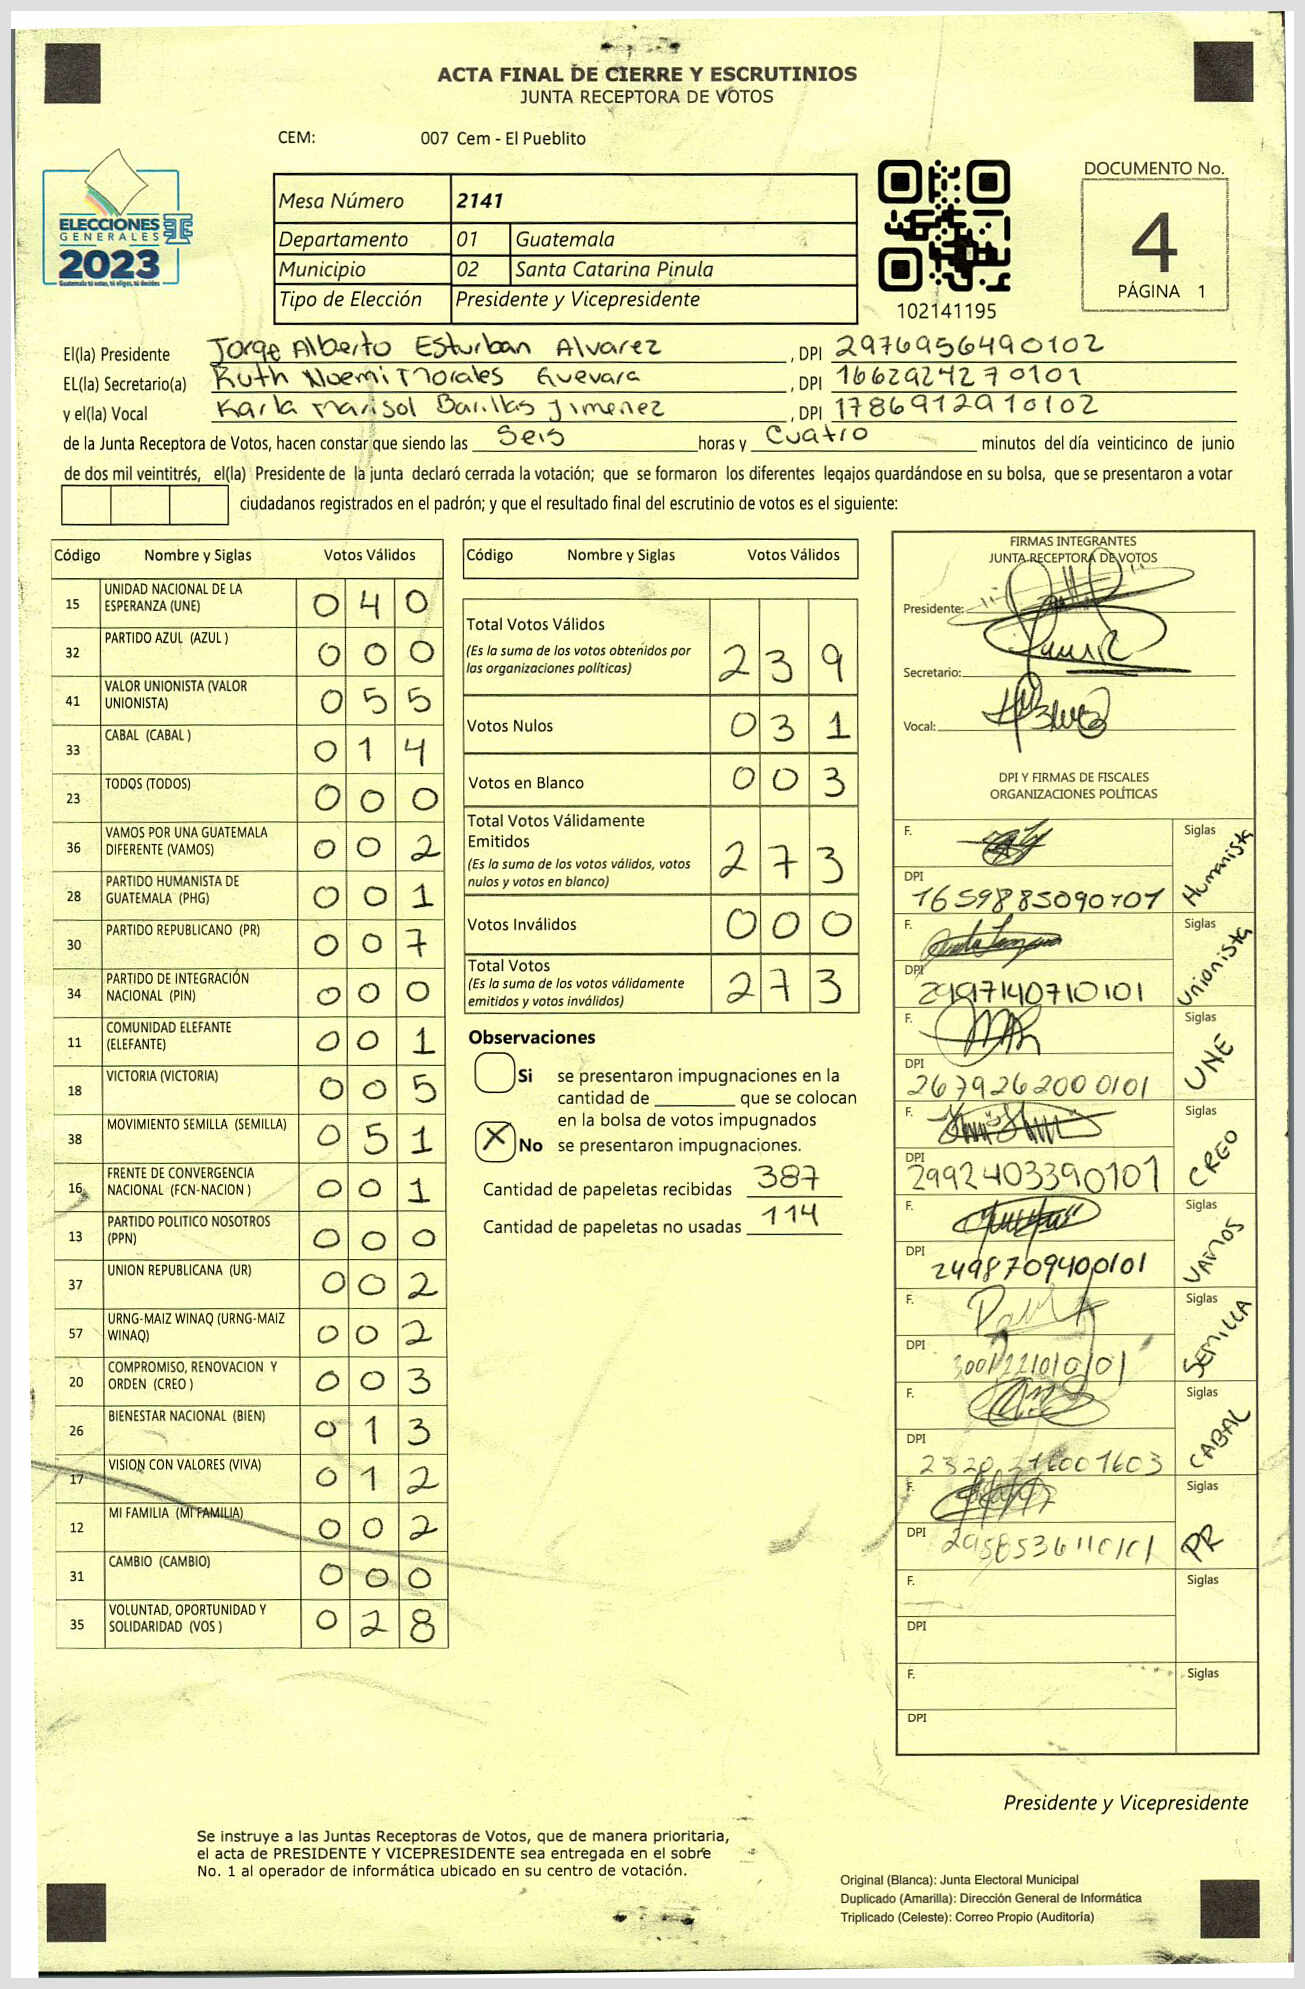 ACTA FINAL DE CIERRE Y ESCRUTINIOS
JUNTA RECEPTORA DE VOTOS
CEM: 007 Cem - El Pueblito
ELECCIONES
GENERALES
2023
Guatemala tú votas, tú eliges, tú decides
Mesa Número 2141
Departamento 01 Guatemala
Municipio 02 Santa Catarina Pinula
Tipo de Elección Presidente y Vicepresidente
102141195
DOCUMENTO No.
4
PÁGINA 1
El(la) Presidente Jorge Alberto Esturban Alvarez , DPI 2976956490102
EL(la) Secretario(a) Ruth Noemi Morales Guevara , DPI 1662924270101
y el(la) Vocal Karla Marisol Barillas Jimenez , DPI 1786912910102
de la Junta Receptora de Votos, hacen constar que siendo las Seis horas y Cuatro minutos del día veinticinco de junio
de dos mil veintitrés, el(la) Presidente de la junta declaró cerrada la votación; que se formaron los diferentes legajos guardándose en su bolsa, que se presentaron a votar
ciudadanos registrados en el padrón; y que el resultado final del escrutinio de votos es el siguiente:
Código Nombre y Siglas Votos Válidos
15 UNIDAD NACIONAL DE LA ESPERANZA (UNE) 0 4 0
32 PARTIDO AZUL (AZUL ) 0 0 0
41 VALOR UNIONISTA (VALOR UNIONISTA) 0 5 5
33 CABAL (CABAL ) 0 1 4
23 TODOS (TODOS) 0 0 0
36 VAMOS POR UNA GUATEMALA DIFERENTE (VAMOS) 0 0 2
28 PARTIDO HUMANISTA DE GUATEMALA (PHG) 0 0 1
30 PARTIDO REPUBLICANO (PR) 0 0 7
34 PARTIDO DE INTEGRACIÓN NACIONAL (PIN) 0 0 0
11 COMUNIDAD ELEFANTE (ELEFANTE) 0 0 1
18 VICTORIA (VICTORIA) 0 0 5
38 MOVIMIENTO SEMILLA (SEMILLA) 0 5 1
16 FRENTE DE CONVERGENCIA NACIONAL (FCN-NACION ) 0 0 1
13 PARTIDO POLITICO NOSOTROS (PPN) 0 0 0
37 UNION REPUBLICANA (UR) 0 0 2
57 URNG-MAIZ WINAQ (URNG-MAIZ WINAQ) 0 0 2
20 COMPROMISO, RENOVACION Y ORDEN (CREO ) 0 0 3
26 BIENESTAR NACIONAL (BIEN) 0 1 3
17 VISION CON VALORES (VIVA) 0 1 2
12 MI FAMILIA (MI FAMILIA) 0 0 2
31 CAMBIO (CAMBIO) 0 0 0
35 VOLUNTAD, OPORTUNIDAD Y SOLIDARIDAD (VOS ) 0 2 8
Código Nombre y Siglas Votos Válidos
Total Votos Válidos 2 3 9
(Es la suma de los votos obtenidos por
las organizaciones políticas)
Votos Nulos 0 3 1
Votos en Blanco 0 0 3
Total Votos Válidamente
Emitidos 2 7 3
(Es la suma de los votos válidos, votos
nulos y votos en blanco)
Votos Inválidos 0 0 0
Total Votos 2 7 3
(Es la suma de los votos válidamente
emitidos y votos inválidos)
Observaciones
Si se presentaron impugnaciones en la
cantidad de que se colocan
en la bolsa de votos impugnados
X No se presentaron impugnaciones.
Cantidad de papeletas recibidas 387
Cantidad de papeletas no usadas 114
FIRMAS INTEGRANTES
JUNTA RECEPTORA DE VOTOS
Presidente:
Secretario:
Vocal:
DPI Y FIRMAS DE FISCALES
ORGANIZACIONES POLÍTICAS
F. Siglas Humanista
DPI 1659885090707
F. Siglas Unionista
DPI 2997140710101
F. Siglas UNE
DPI 2679262000101
F. Siglas CREO
DPI 2992403390101
F. Siglas VAMOS
DPI 2498709400101
F. Siglas SEMILLA
DPI
F. Siglas CABAL
DPI
F. Siglas PR
DPI
F. Siglas
DPI
F. Siglas
DPI
Presidente y Vicepresidente
Se instruye a las Juntas Receptoras de Votos, que de manera prioritaria,
el acta de PRESIDENTE Y VICEPRESIDENTE sea entregada en el sobre
No. 1 al operador de informática ubicado en su centro de votación.
Original (Blanca): Junta Electoral Municipal
Duplicado (Amarilla): Dirección General de Informática
Triplicado (Celeste): Correo Propio (Auditoría)